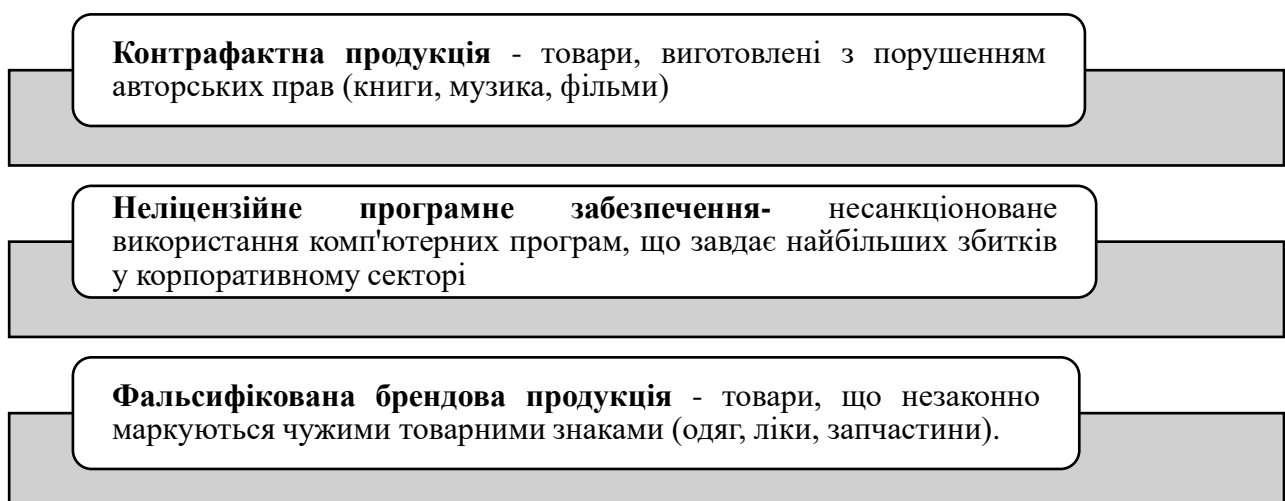 Контрафактна продукція - товари, виготовлені з порушенням
авторських прав (книги, музика, фільми)
Неліцензійне програмне забезпечення- несанкціоноване
використання комп'ютерних програм, що завдає найбільших збитків
у корпоративному секторі
Фальсифікована брендова продукція - товари, що незаконно
маркуються чужими товарними знаками (одяг, ліки, запчастини).